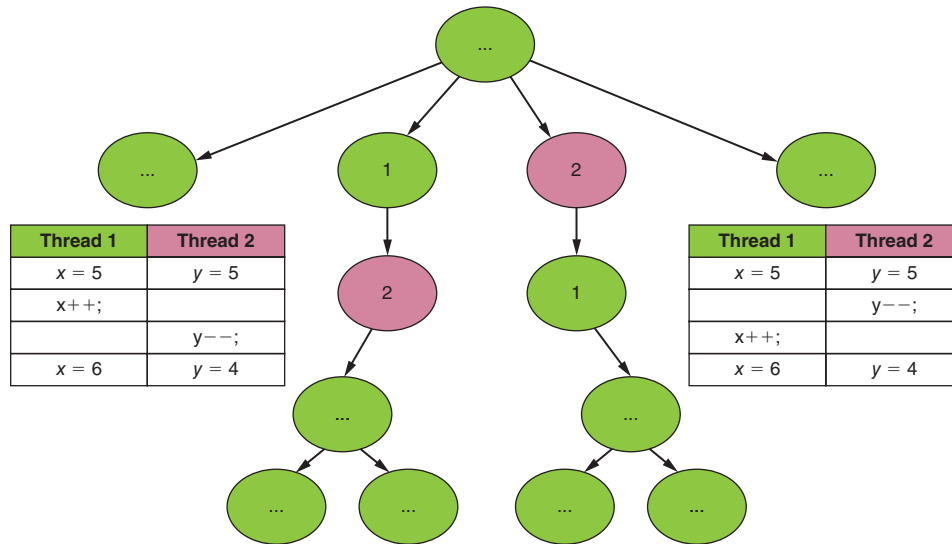 ...
... 1 2 ...
Thread 1 Thread 2
x = 5 y = 5
x++;
y−−;
x = 6 y = 4
2 1
Thread 1 Thread 2
x = 5 y = 5
y−−;
x++;
x = 6 y = 4
... ...
... ... ... ...